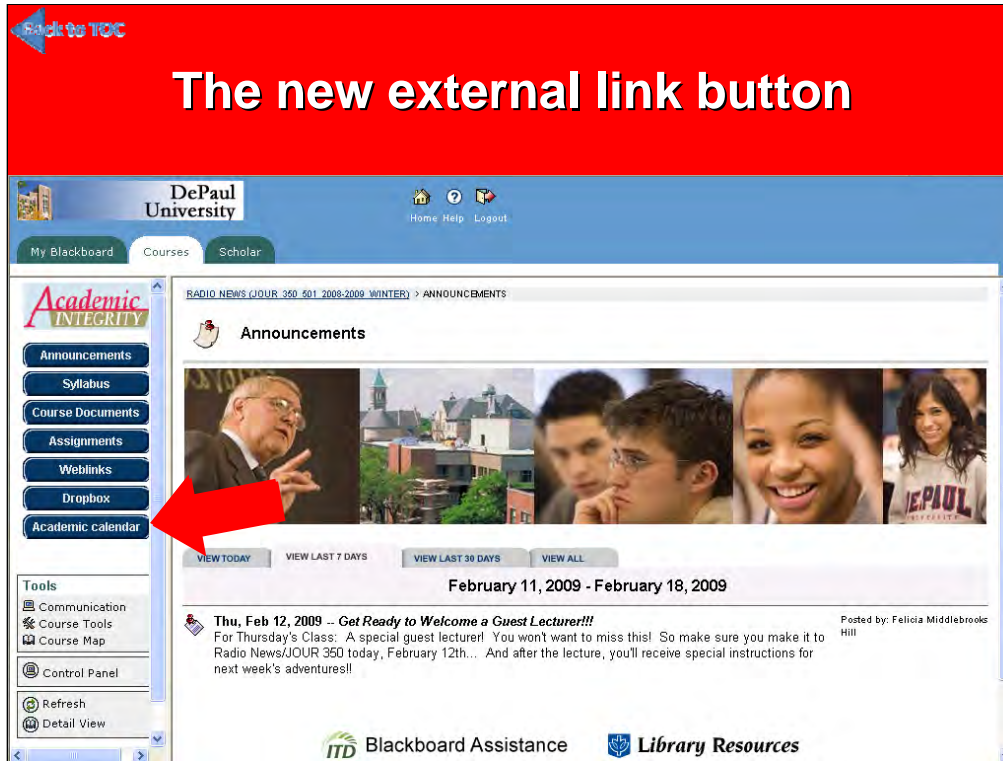 Back to TOC
The new external link button
DePaul
University
Home Help Logout
My Blackboard Courses Scholar
Academic
INTEGRITY
Announcements
Syllabus
Course Documents
Assignments
Weblinks
Dropbox
Academic calendar
Tools
Communication
Course Tools
Course Map
Control Panel
Refresh
Detail View
RADIO NEWS (JOUR_350_501_2008-2009_WINTER) > ANNOUNCEMENTS
Announcements
DEPAUL
VIEW TODAY VIEW LAST 7 DAYS VIEW LAST 30 DAYS VIEW ALL
February 11, 2009 - February 18, 2009
Thu, Feb 12, 2009 -- Get Ready to Welcome a Guest Lecturer!!!
For Thursday's Class: A special guest lecturer! You won't want to miss this! So make sure you make it to
Radio News/JOUR 350 today, February 12th... And after the lecture, you'll receive special instructions for
next week's adventures!!
Posted by: Felicia Middlebrooks
Hill
ITD Blackboard Assistance Library Resources